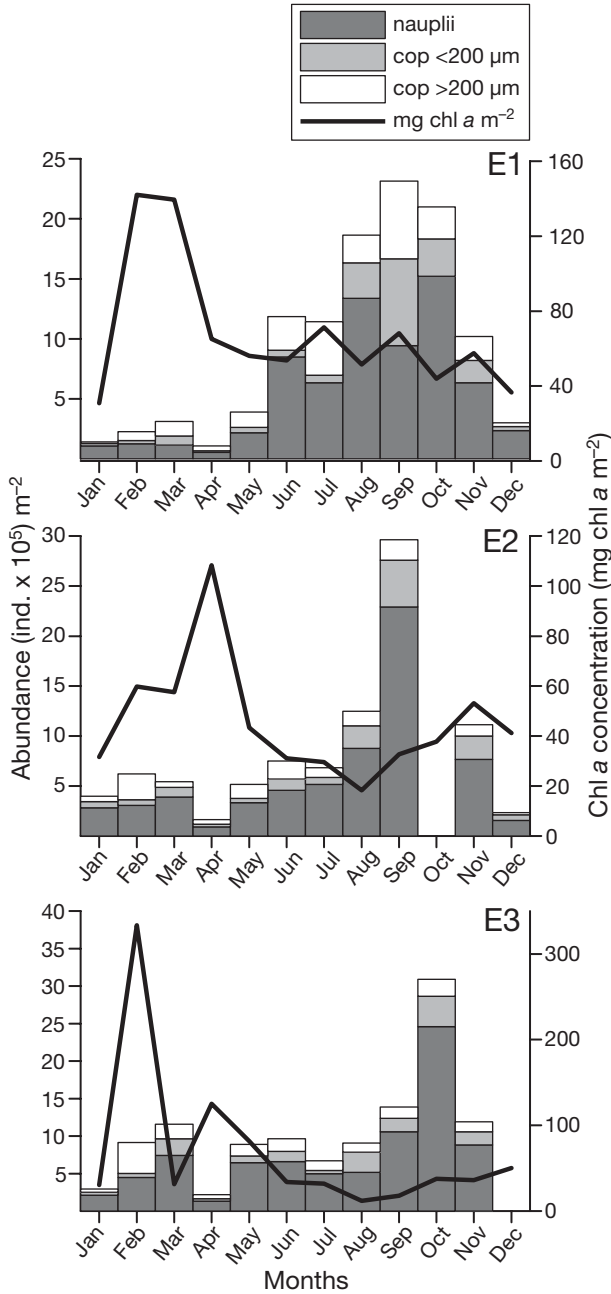 nauplii
cop <200 µm
cop >200 µm
mg chl a m⁻²
E1
25
20
15
10
5
160
120
80
40
0
Jan Feb Mar Apr May Jun Jul Aug Sep Oct Nov Dec
E2
30
25
20
15
10
5
120
100
80
60
40
20
0
Jan Feb Mar Apr May Jun Jul Aug Sep Oct Nov Dec
Abundance (ind. x 10⁵) m⁻²
Chl a concentration (mg chl a m⁻²)
E3
40
35
30
25
20
15
10
5
300
200
100
0
Jan Feb Mar Apr May Jun Jul Aug Sep Oct Nov Dec
Months